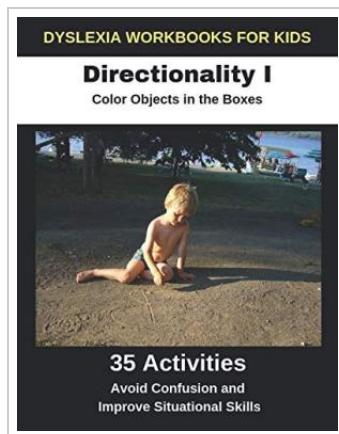 DYSLEXIA WORKBOOKS FOR KIDS
Directionality I
Color Objects in the Boxes
35 Activities
Avoid Confusion and
Improve Situational Skills